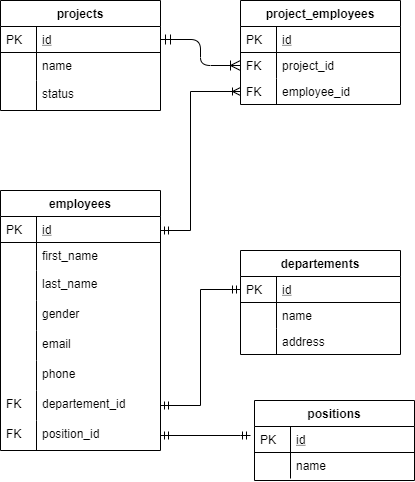 projects
PK id
name
status
project_employees
PK id
FK project_id
FK employee_id
employees
PK id
first_name
last_name
gender
email
phone
FK departement_id
FK position_id
departements
PK id
name
address
positions
PK id
name